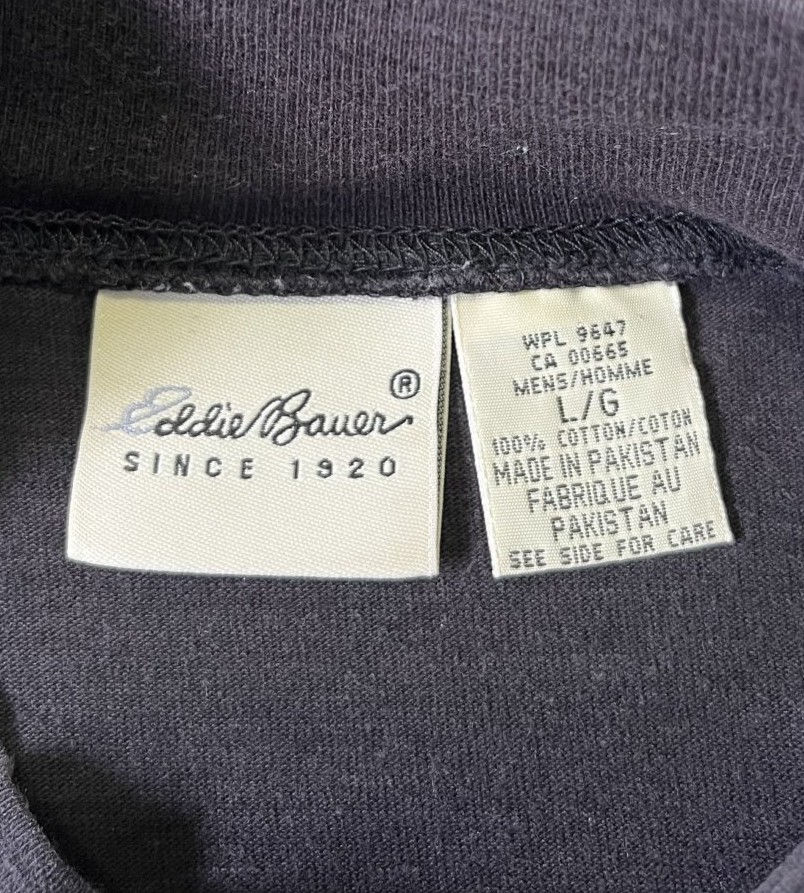 Eddie Bauer®
SINCE 1920
WPL 9647
CA 00665
MENS/HOMME
L/G
100% COTTON/COTON
MADE IN PAKISTAN
FABRIQUE AU
PAKISTAN
SEE SIDE FOR CARE